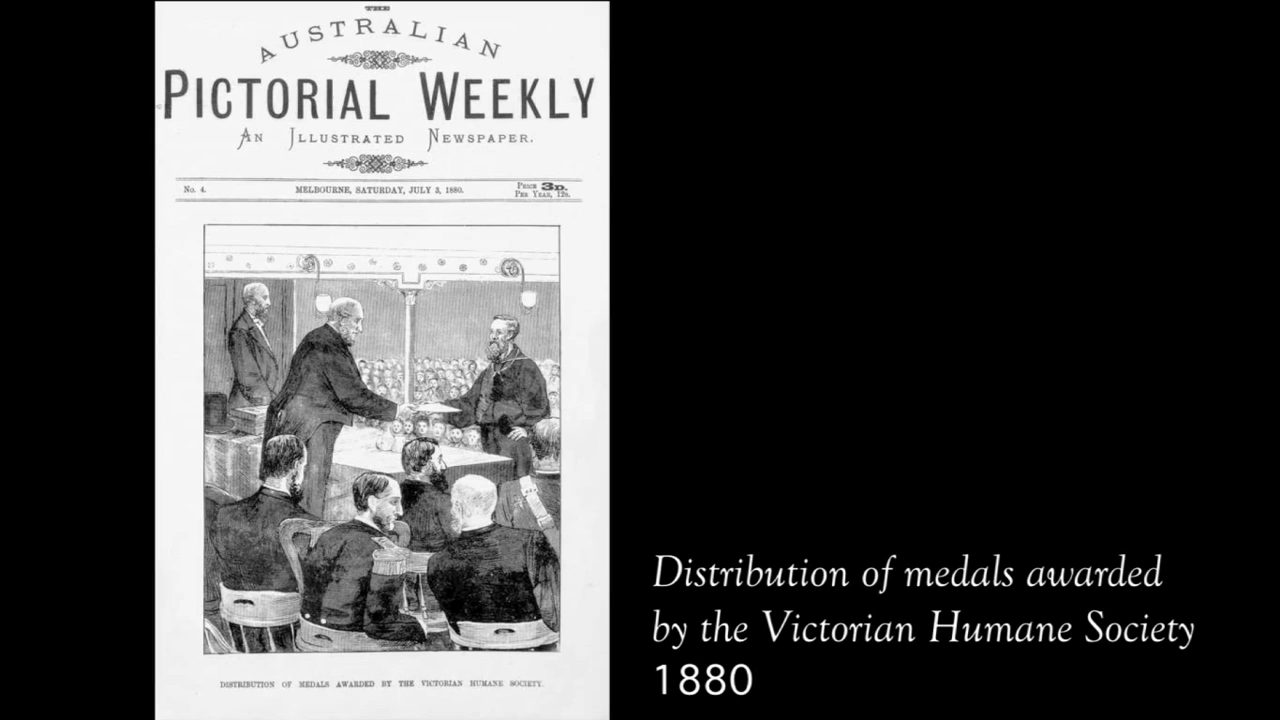 THE
AUSTRALIAN
PICTORIAL WEEKLY
AN ILLUSTRATED NEWSPAPER.
No. 4. MELBOURNE, SATURDAY, JULY 3, 1880. PRICE 3D.
PER YEAR, 12s.
DISTRIBUTION OF MEDALS AWARDED BY THE VICTORIAN HUMANE SOCIETY.
Distribution of medals awarded
by the Victorian Humane Society
1880